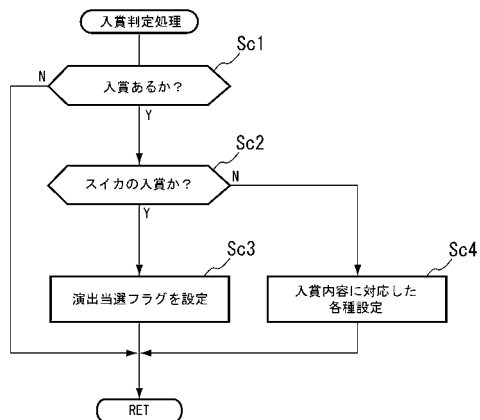 入賞判定処理
Sc1
N
入賞あるか？
Y
Sc2
スイカの入賞か？
N
Y
Sc3
Sc4
演出当選フラグを設定
入賞内容に対応した
各種設定
RET